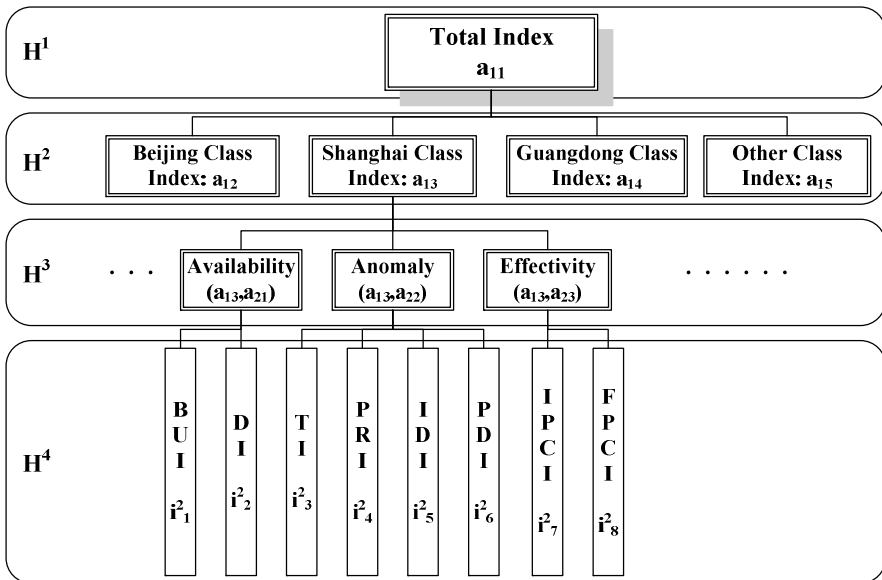 H¹
Total Index
a₁₁
H²
Beijing Class
Index: a₁₂
Shanghai Class
Index: a₁₃
Guangdong Class
Index: a₁₄
Other Class
Index: a₁₅
H³
· · ·
Availability
(a₁₃,a₂₁)
Anomaly
(a₁₃,a₂₂)
Effectivity
(a₁₃,a₂₃)
· · · · · ·
H⁴
BUI
i²₁
DI
i²₂
TI
i²₃
PRI
i²₄
IDI
i²₅
PDI
i²₆
IPCI
i²₇
FPCI
i²₈